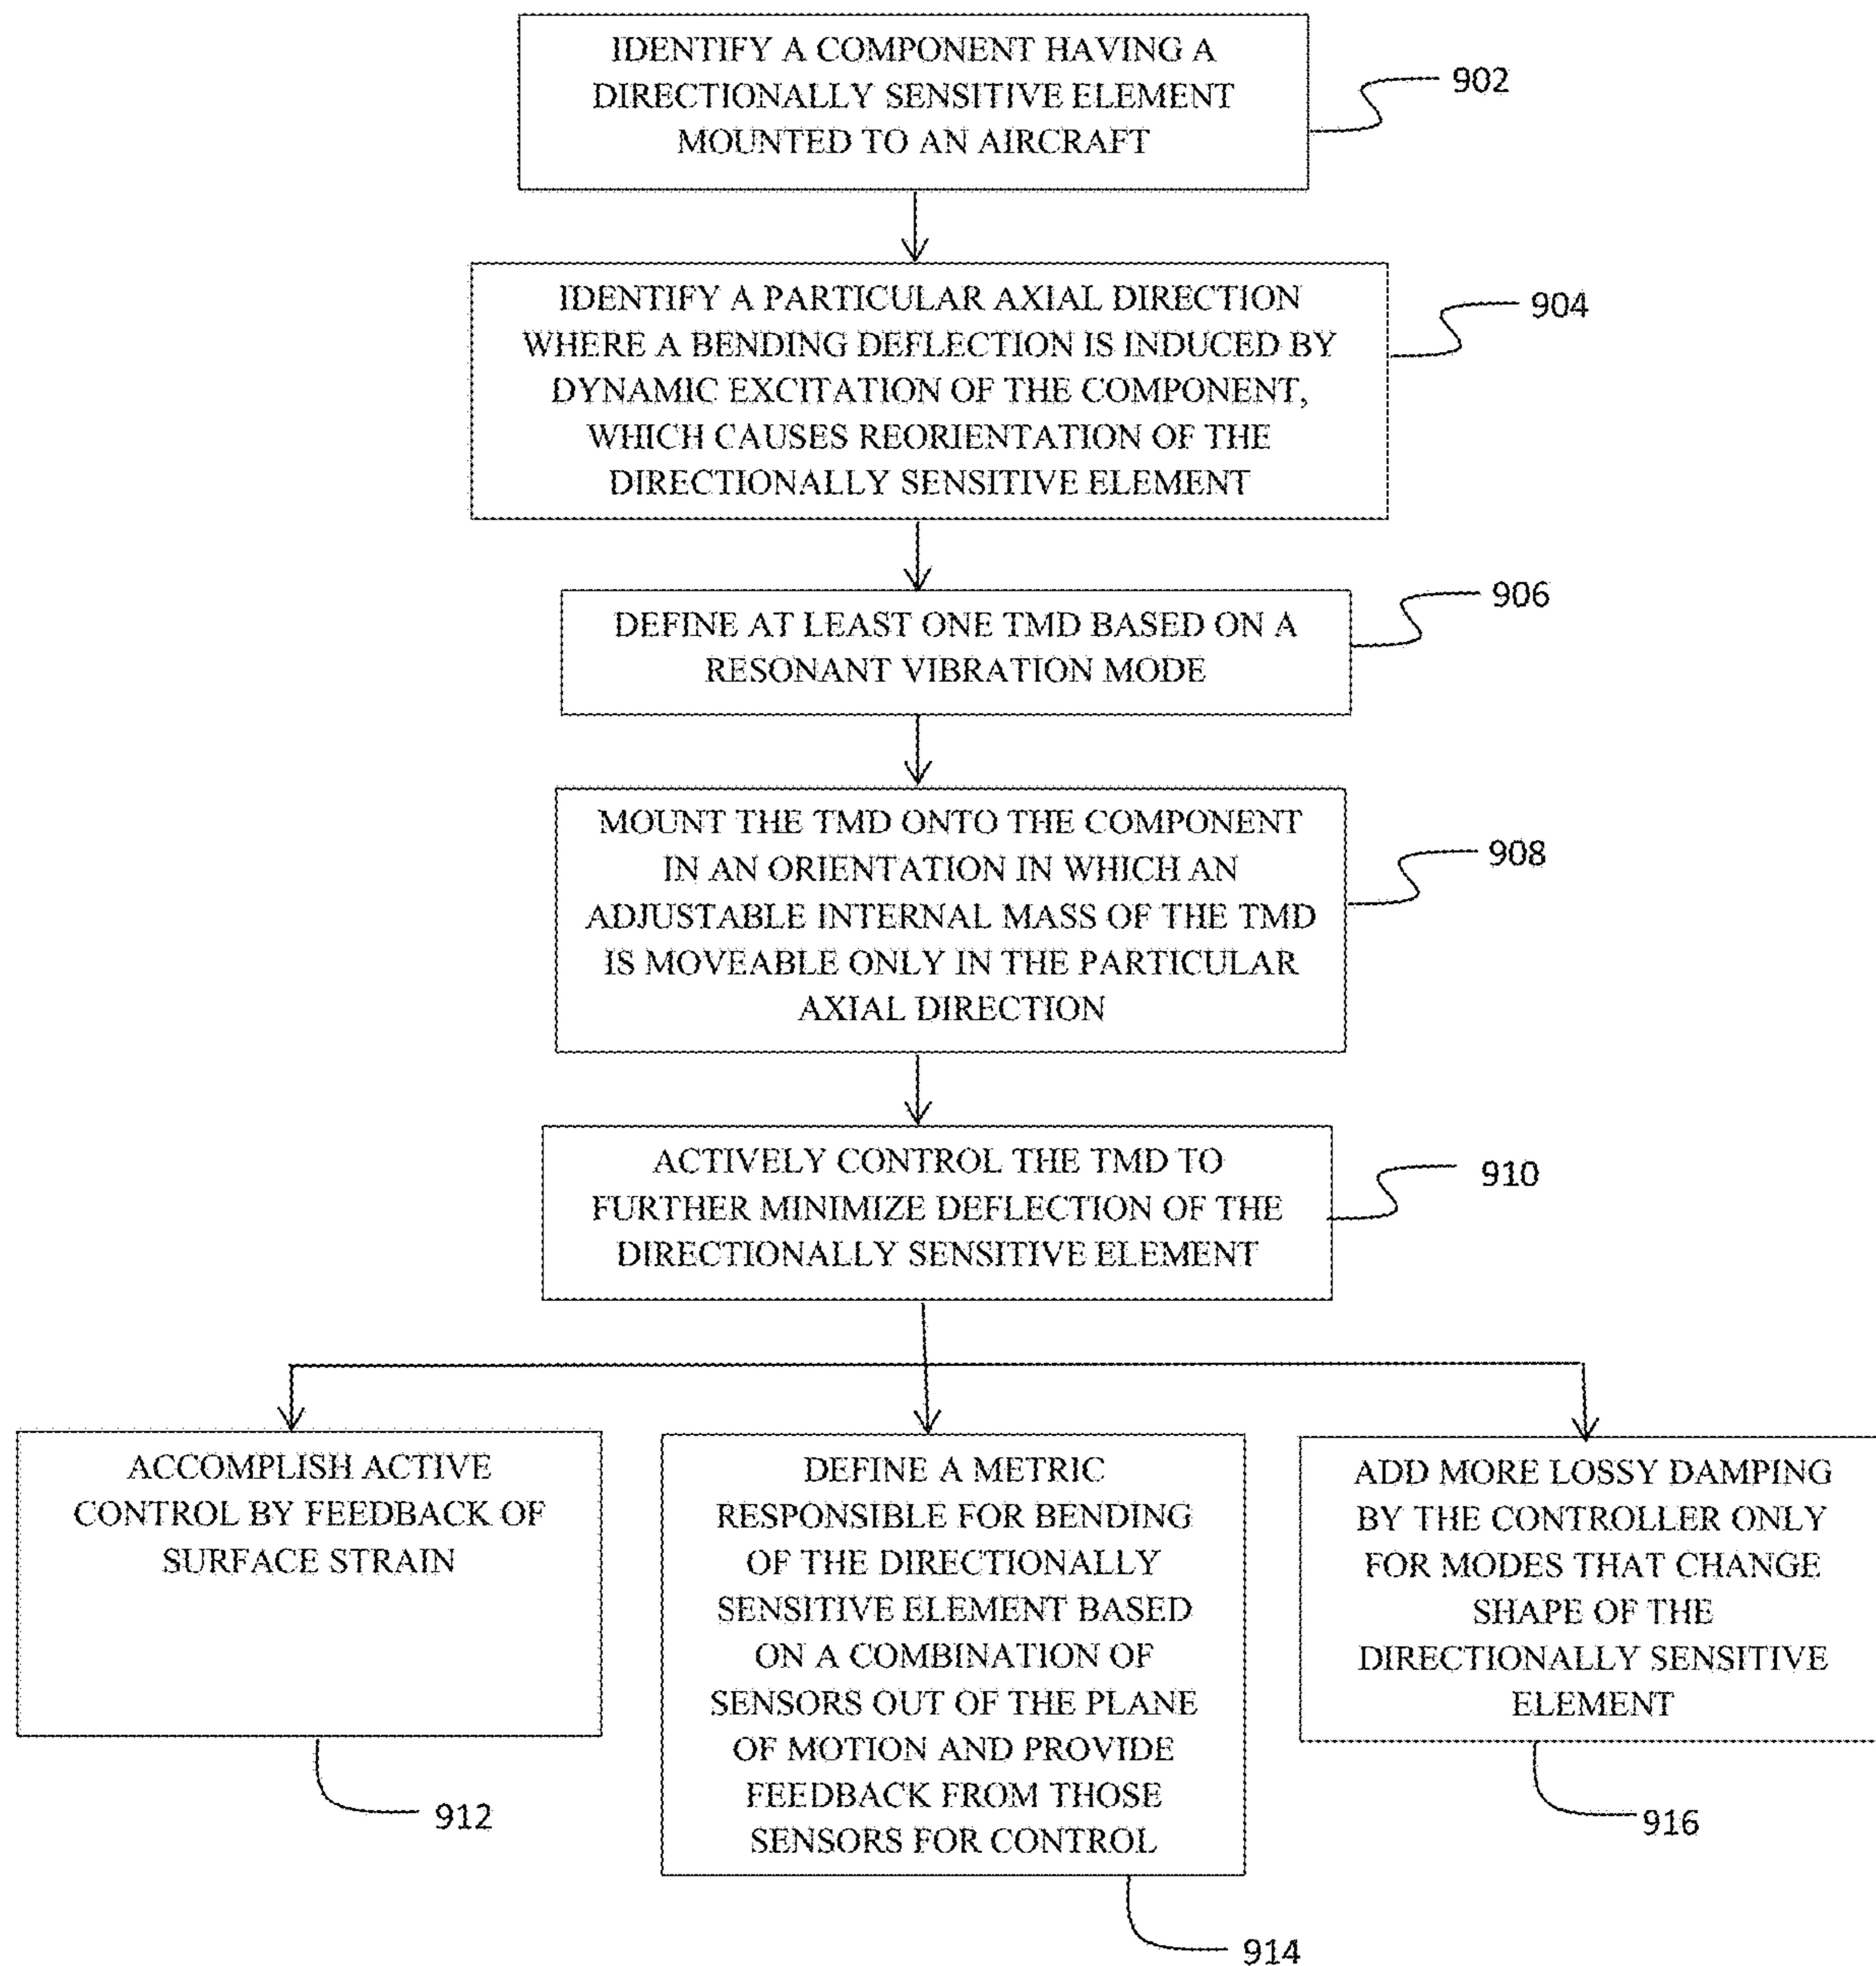 IDENTIFY A COMPONENT HAVING A
DIRECTIONALLY SENSITIVE ELEMENT
MOUNTED TO AN AIRCRAFT
902
IDENTIFY A PARTICULAR AXIAL DIRECTION
WHERE A BENDING DEFLECTION IS INDUCED BY
DYNAMIC EXCITATION OF THE COMPONENT,
WHICH CAUSES REORIENTATION OF THE
DIRECTIONALLY SENSITIVE ELEMENT
904
DEFINE AT LEAST ONE TMD BASED ON A
RESONANT VIBRATION MODE
906
MOUNT THE TMD ONTO THE COMPONENT
IN AN ORIENTATION IN WHICH AN
ADJUSTABLE INTERNAL MASS OF THE TMD
IS MOVEABLE ONLY IN THE PARTICULAR
AXIAL DIRECTION
908
ACTIVELY CONTROL THE TMD TO
FURTHER MINIMIZE DEFLECTION OF THE
DIRECTIONALLY SENSITIVE ELEMENT
910
ACCOMPLISH ACTIVE
CONTROL BY FEEDBACK OF
SURFACE STRAIN
912
DEFINE A METRIC
RESPONSIBLE FOR BENDING
OF THE DIRECTIONALLY
SENSITIVE ELEMENT BASED
ON A COMBINATION OF
SENSORS OUT OF THE PLANE
OF MOTION AND PROVIDE
FEEDBACK FROM THOSE
SENSORS FOR CONTROL
914
ADD MORE LOSSY DAMPING
BY THE CONTROLLER ONLY
FOR MODES THAT CHANGE
SHAPE OF THE
DIRECTIONALLY SENSITIVE
ELEMENT
916